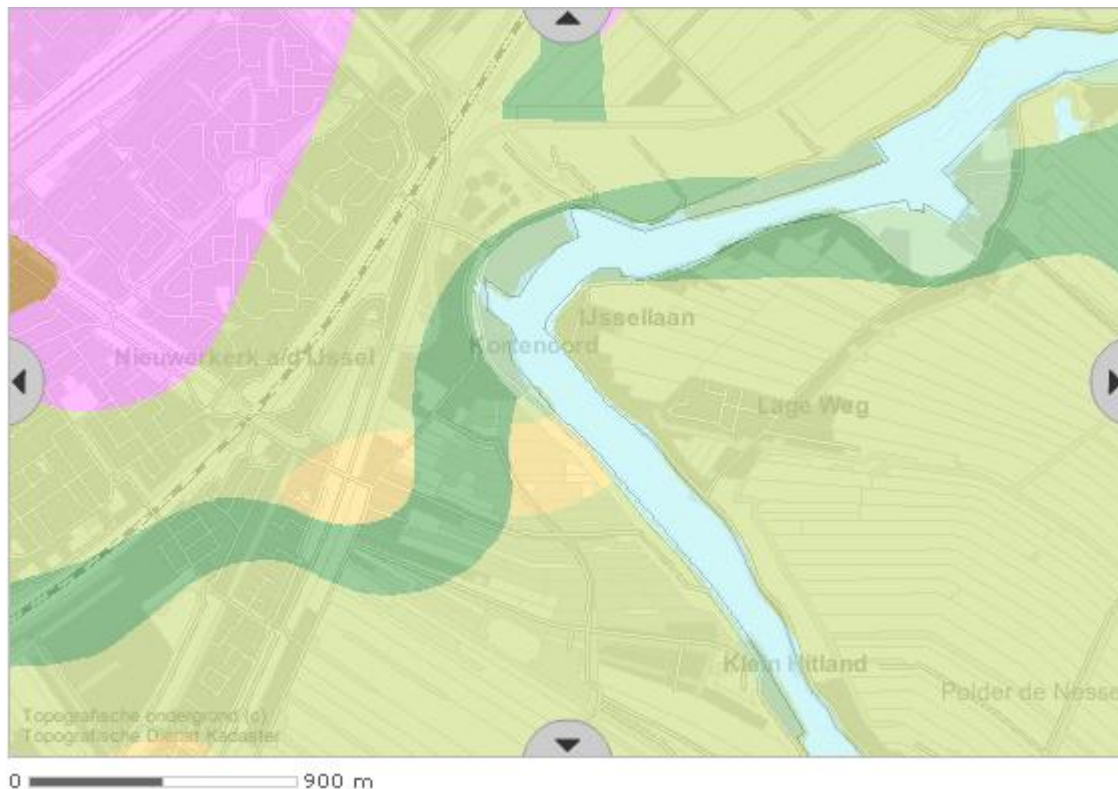 IJssellaan
Kortenoord
Nieuwerkerk a/d IJssel
Lage Weg
Klein Hitland
Polder de Nesse
Topografische ondergrond (c)
Topografische Dienst Kadaster
0 900 m